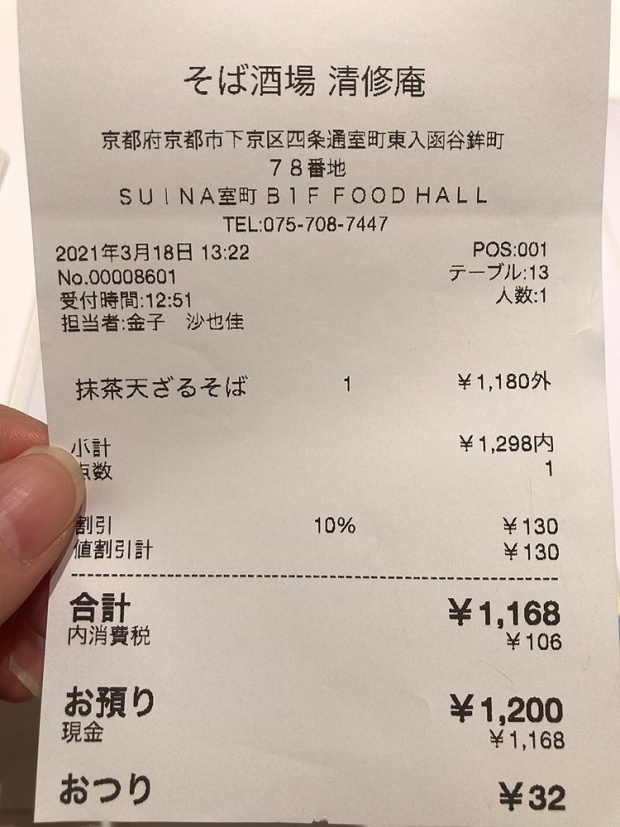 そば酒場 清修庵
京都府京都市下京区四条通室町東入函谷鉾町
78番地
SUINA室町 B1F FOOD HALL
TEL:075-708-7447
2021年3月18日 13:22 POS:001
No.00008601 テーブル:13
受付時間:12:51 人数:1
担当者:金子 沙也佳
抹茶天ざるそば 1 ¥1,180外
小計 ¥1,298内
点数 1
割引 10% ¥130
値割引計 ¥130
合計 ¥1,168
内消費税 ¥106
お預り ¥1,200
現金 ¥1,168
おつり ¥32